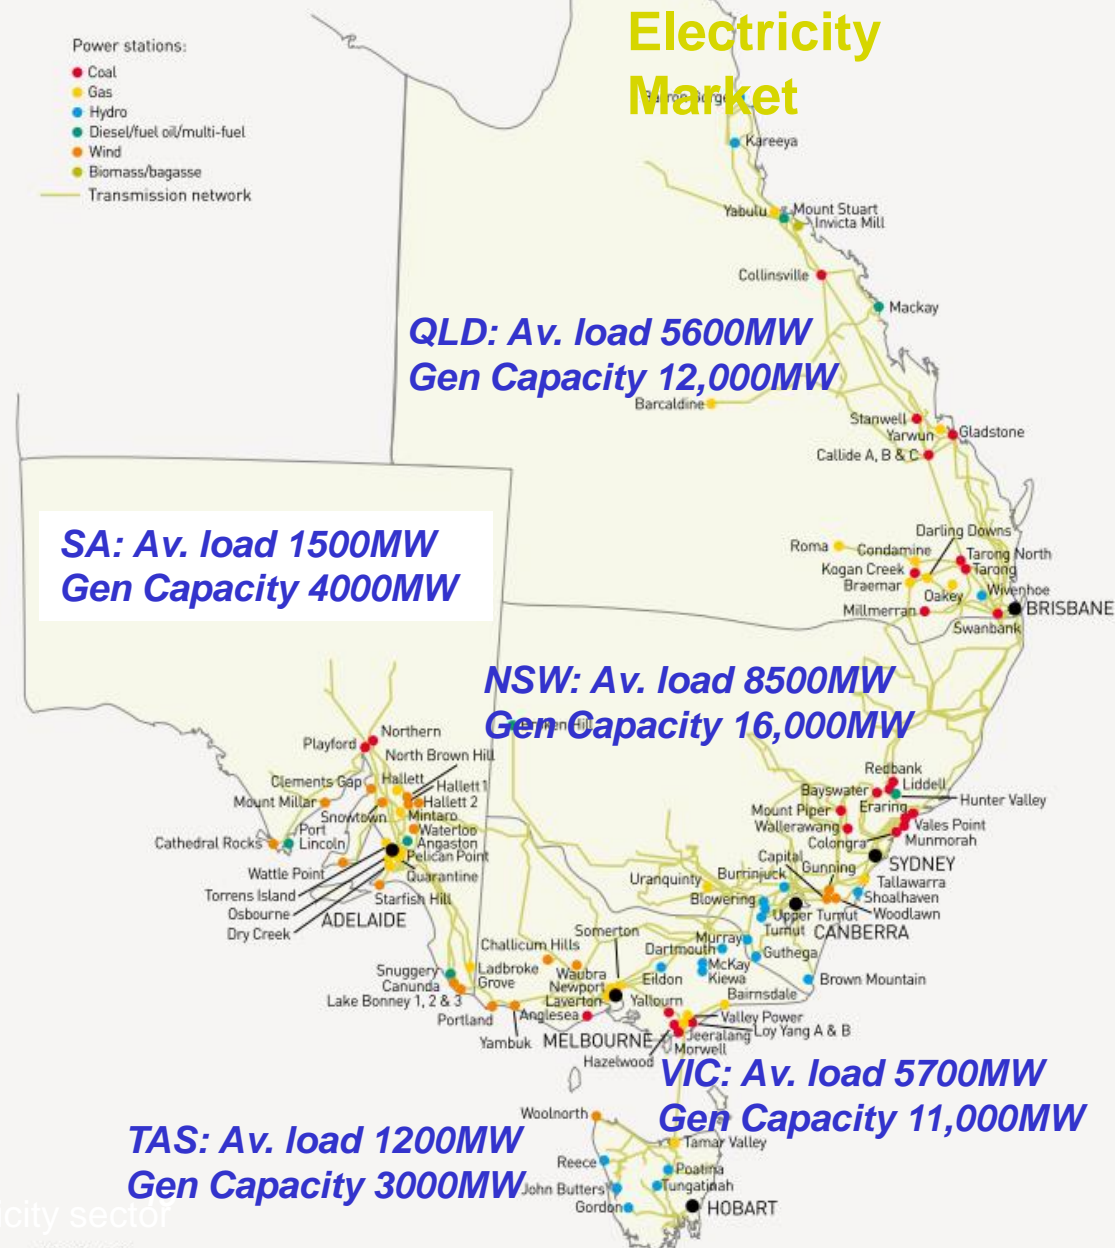 Electricity
Market
Power stations:
Coal
Gas
Hydro
Diesel/fuel oil/multi-fuel
Wind
Biomass/bagasse
Transmission network
Barron Gorge
Kareeya
Yabulu
Mount Stuart
Invicta Mill
Collinsville
Mackay
QLD: Av. load 5600MW
Gen Capacity 12,000MW
Barcaldine
Stanwell
Yarwun
Gladstone
Callide A, B & C
SA: Av. load 1500MW
Gen Capacity 4000MW
Darling Downs
Roma
Condamine
Tarong North
Kogan Creek
Tarong
Braemar
Oakey
Wivenhoe
Millmerran
BRISBANE
Swanbank
NSW: Av. load 8500MW
Gen Capacity 16,000MW
Broken Hill
Northern
Playford
North Brown Hill
Clements Gap
Hallett
Hallett 1
Mount Millar
Hallett 2
Snowtown
Mintaro
Waterloo
Port
Lincoln
Cathedral Rocks
Angaston
Pelican Point
Wattle Point
Quarantine
Torrens Island
Starfish Hill
Osbourne
ADELAIDE
Dry Creek
Redbank
Liddell
Bayswater
Hunter Valley
Mount Piper
Eraring
Wallerawang
Vales Point
Colongra
Munmorah
Capital
Gunning
SYDNEY
Uranquinty
Burrinjuck
Tallawarra
Blowering
Shoalhaven
Upper Tumut
Woodlawn
Tumut
CANBERRA
Somerton
Murray
Challicum Hills
Dartmouth
Guthega
Snuggery
Ladbroke
Grove
Waubra
McKay
Canunda
Newport
Eildon
Kiewa
Brown Mountain
Lake Bonney 1, 2 & 3
Laverton
Yallourn
Bairnsdale
Portland
Anglesea
Valley Power
Yambuk
MELBOURNE
Jeeralang
Loy Yang A & B
Morwell
Hazelwood
VIC: Av. load 5700MW
Gen Capacity 11,000MW
Woolnorth
TAS: Av. load 1200MW
Gen Capacity 3000MW
Tamar Valley
Reece
Poatina
John Butters
Tungatinah
Gordon
HOBART
icity sector